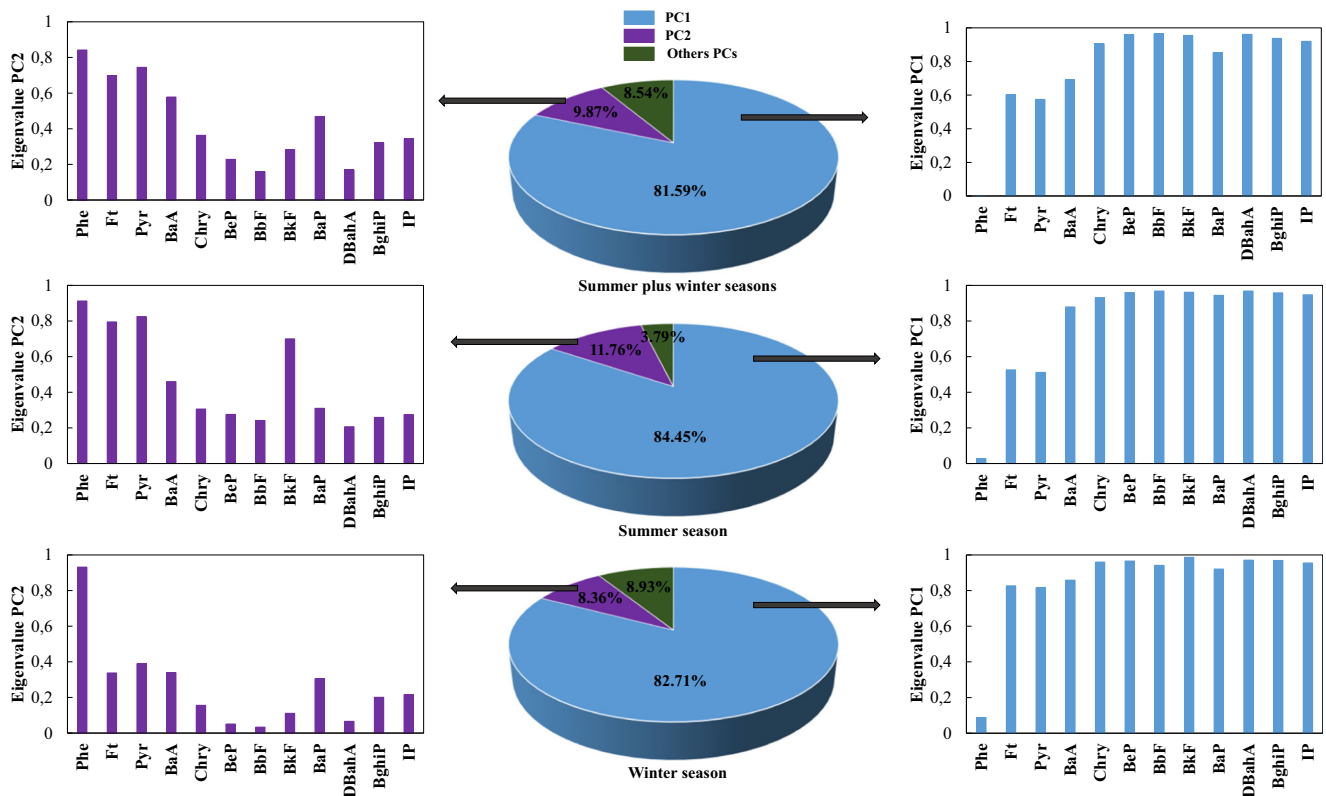 PC1
PC2
Others PCs
Eigenvalue PC2
1
0,8
0,6
0,4
0,2
0
Phe
Ft
Pyr
BaA
Chry
BeP
BbF
BkF
BaP
DBahA
BghiP
IP
8.54%
9.87%
81.59%
Summer plus winter seasons
Eigenvalue PC1
1
0,8
0,6
0,4
0,2
0
Phe
Ft
Pyr
BaA
Chry
BeP
BbF
BkF
BaP
DBahA
BghiP
IP
Eigenvalue PC2
1
0,8
0,6
0,4
0,2
0
Phe
Ft
Pyr
BaA
Chry
BeP
BbF
BkF
BaP
DBahA
BghiP
IP
3.79%
11.76%
84.45%
Summer season
Eigenvalue PC1
1
0,8
0,6
0,4
0,2
0
Phe
Ft
Pyr
BaA
Chry
BeP
BbF
BkF
BaP
DBahA
BghiP
IP
Eigenvalue PC2
1
0,8
0,6
0,4
0,2
0
Phe
Ft
Pyr
BaA
Chry
BeP
BbF
BkF
BaP
DBahA
BghiP
IP
8.93%
8.36%
82.71%
Winter season
Eigenvalue PC1
1
0,8
0,6
0,4
0,2
0
Phe
Ft
Pyr
BaA
Chry
BeP
BbF
BkF
BaP
DBahA
BghiP
IP